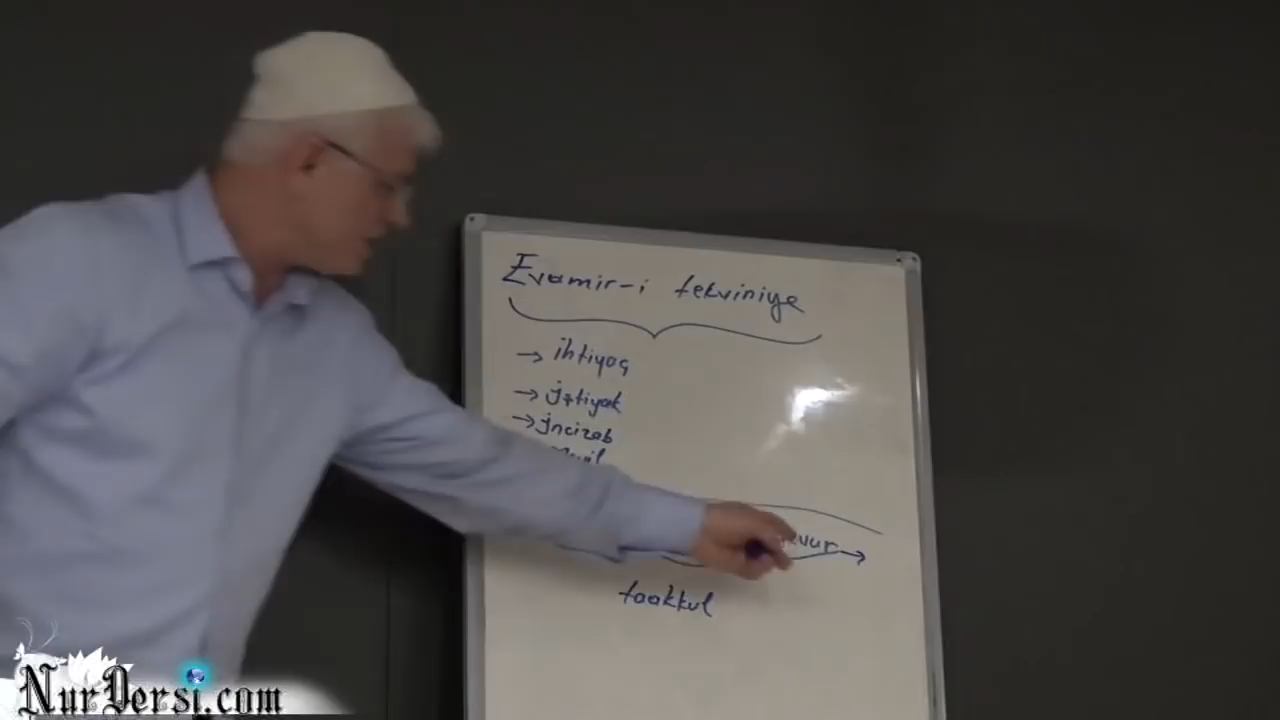 Evamir-i tekviniye
→ ihtiyaç
→ iştiyak
→ incizab
→
taakkul
NurDersi.com